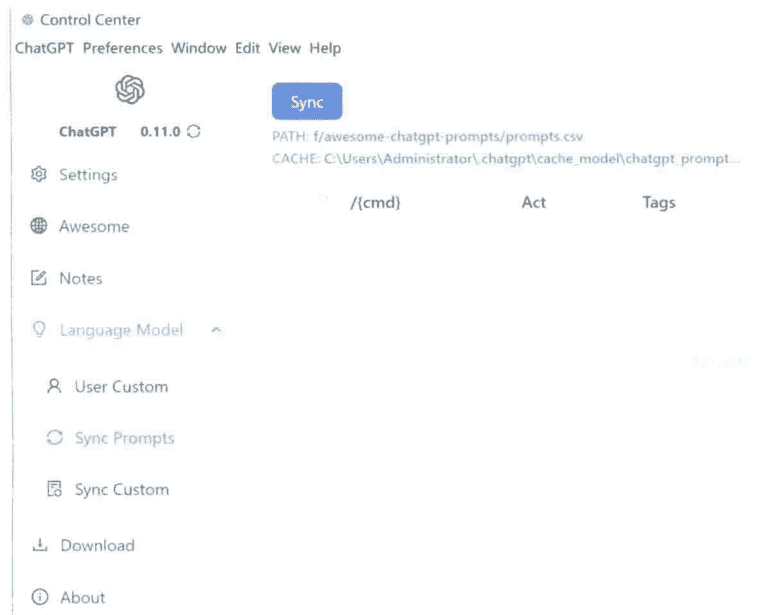 Control Center
ChatGPT Preferences Window Edit View Help
ChatGPT 0.11.0
Settings
Awesome
Notes
Language Model
User Custom
Sync Prompts
Sync Custom
Download
About
Sync
PATH: f/awesome-chatgpt-prompts/prompts.csv
CACHE: C:\Users\Administrator\.chatgpt\cache_model\chatgpt_prompt...
/{cmd} Act Tags